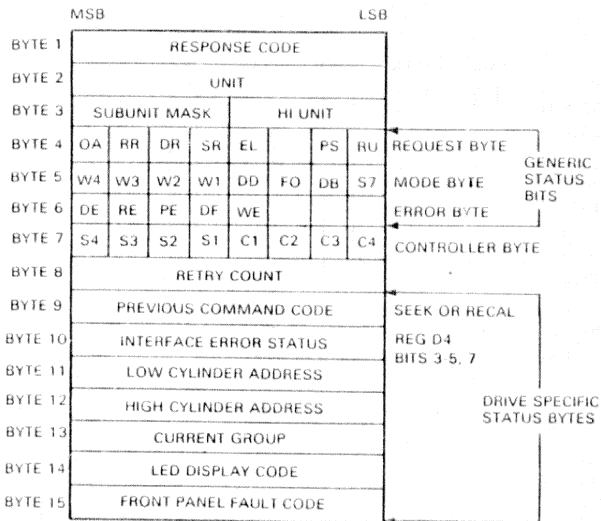 MSB LSB
BYTE 1 RESPONSE CODE
BYTE 2 UNIT
BYTE 3 SUBUNIT MASK HI UNIT
BYTE 4 OA RR DR SR EL PS RU REQUEST BYTE
GENERIC
STATUS
BITS
BYTE 5 W4 W3 W2 W1 DD FO DB S7 MODE BYTE
BYTE 6 DE RE PE DF WE ERROR BYTE
BYTE 7 S4 S3 S2 S1 C1 C2 C3 C4 CONTROLLER BYTE
BYTE 8 RETRY COUNT
BYTE 9 PREVIOUS COMMAND CODE SEEK OR RECAL
BYTE 10 INTERFACE ERROR STATUS REG D4
BITS 3-5, 7
BYTE 11 LOW CYLINDER ADDRESS
BYTE 12 HIGH CYLINDER ADDRESS
DRIVE SPECIFIC
STATUS BYTES
BYTE 13 CURRENT GROUP
BYTE 14 LED DISPLAY CODE
BYTE 15 FRONT PANEL FAULT CODE